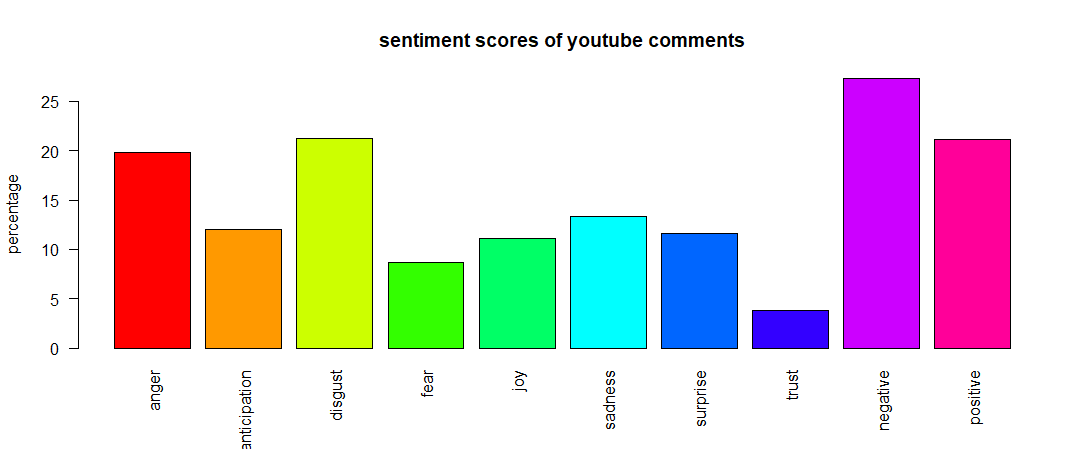 sentiment scores of youtube comments
percentage
25
20
15
10
5
0
anger
anticipation
disgust
fear
joy
sadness
surprise
trust
negative
positive